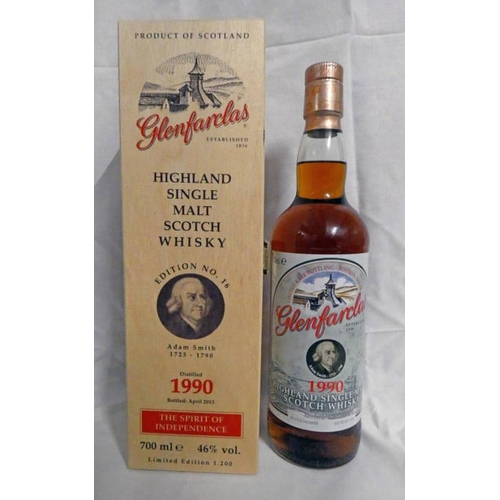 PRODUCT OF SCOTLAND
Glenfarclas
ESTABLISHED
1836
HIGHLAND
SINGLE
MALT
SCOTCH
WHISKY
EDITION NO. 16
Adam Smith
1723 - 1790
Distilled
1990
Bottled: April 2015
THE SPIRIT OF
INDEPENDENCE
700 ml e 46% vol.
Limited Edition 1.200
Glenfarclas
1990
HIGHLAND SINGLE
SCOTCH WHISKY